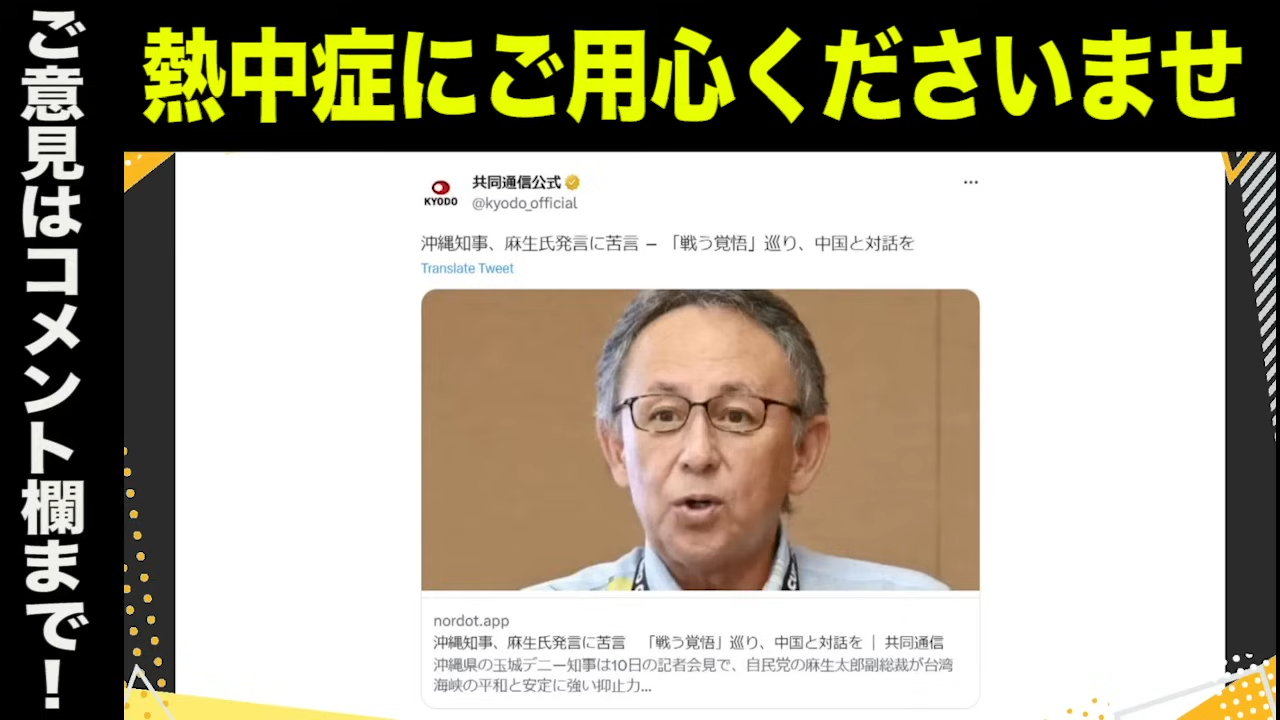 ご意見はコメント欄まで!
熱中症にご用心くださいませ
共同通信公式
KYODO
@kyodo_official
沖縄知事、麻生氏発言に苦言 – 「戦う覚悟」巡り、中国と対話を
Translate Tweet
nordot.app
沖縄知事、麻生氏発言に苦言 「戦う覚悟」巡り、中国と対話を | 共同通信
沖縄県の玉城デニー知事は10日の記者会見で、自民党の麻生太郎副総裁が台湾
海峡の平和と安定に強い抑止力...